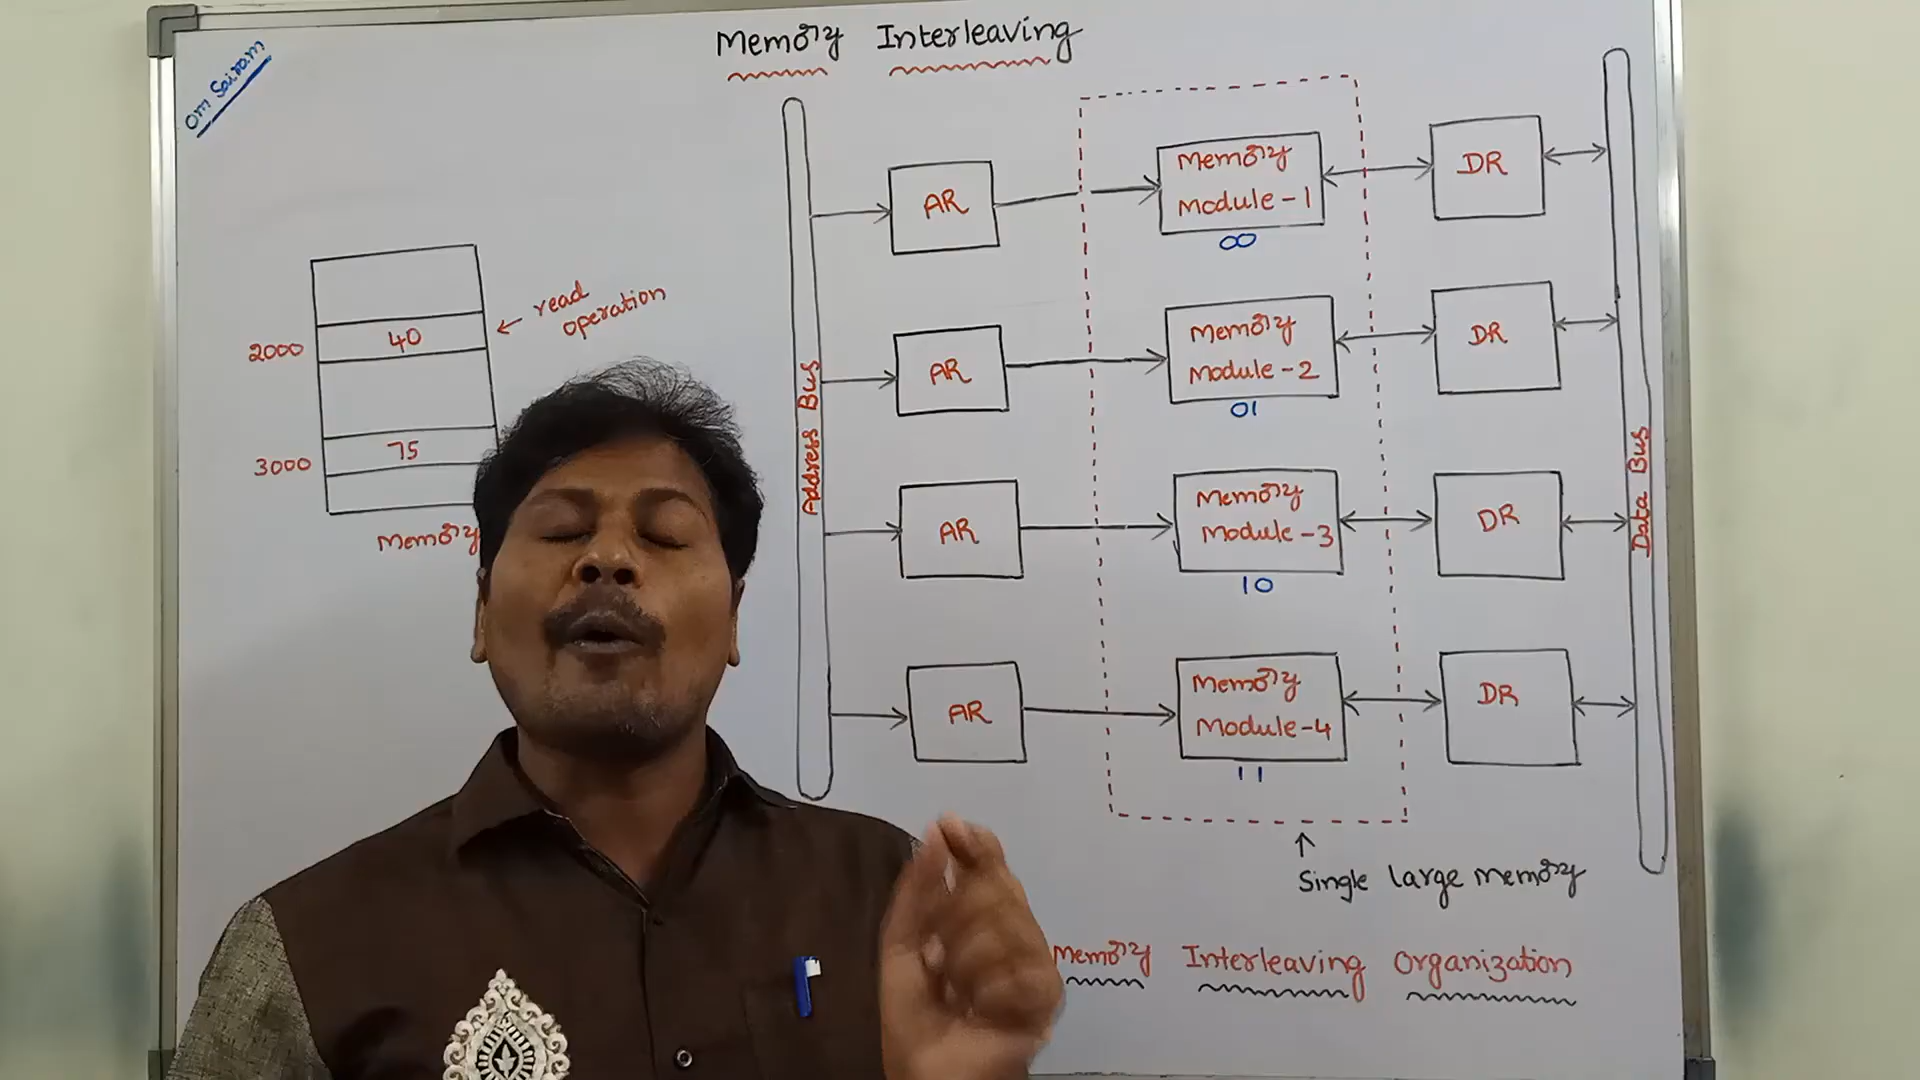 Om Sairam
Memory Interleaving
2000
40
← read
operation
3000
75
Memory
Address Bus
AR
Memory
Module-1
00
DR
AR
Memory
Module-2
01
DR
AR
Memory
Module-3
10
DR
AR
Memory
Module-4
11
DR
Data Bus
↑
Single large memory
Memory Interleaving Organization